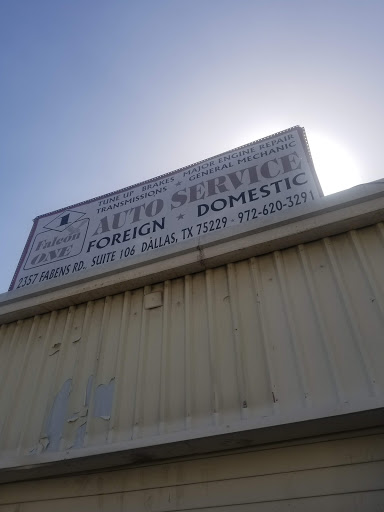 1
Falcon
ONE
TUNE UP BRAKES MAJOR ENGINE REPAIR
TRANSMISSIONS ★ GENERAL MECHANIC
AUTO SERVICE
FOREIGN ★ DOMESTIC
2357 FABENS RD., SUITE 106 DALLAS, TX 75229 - 972-620-3291